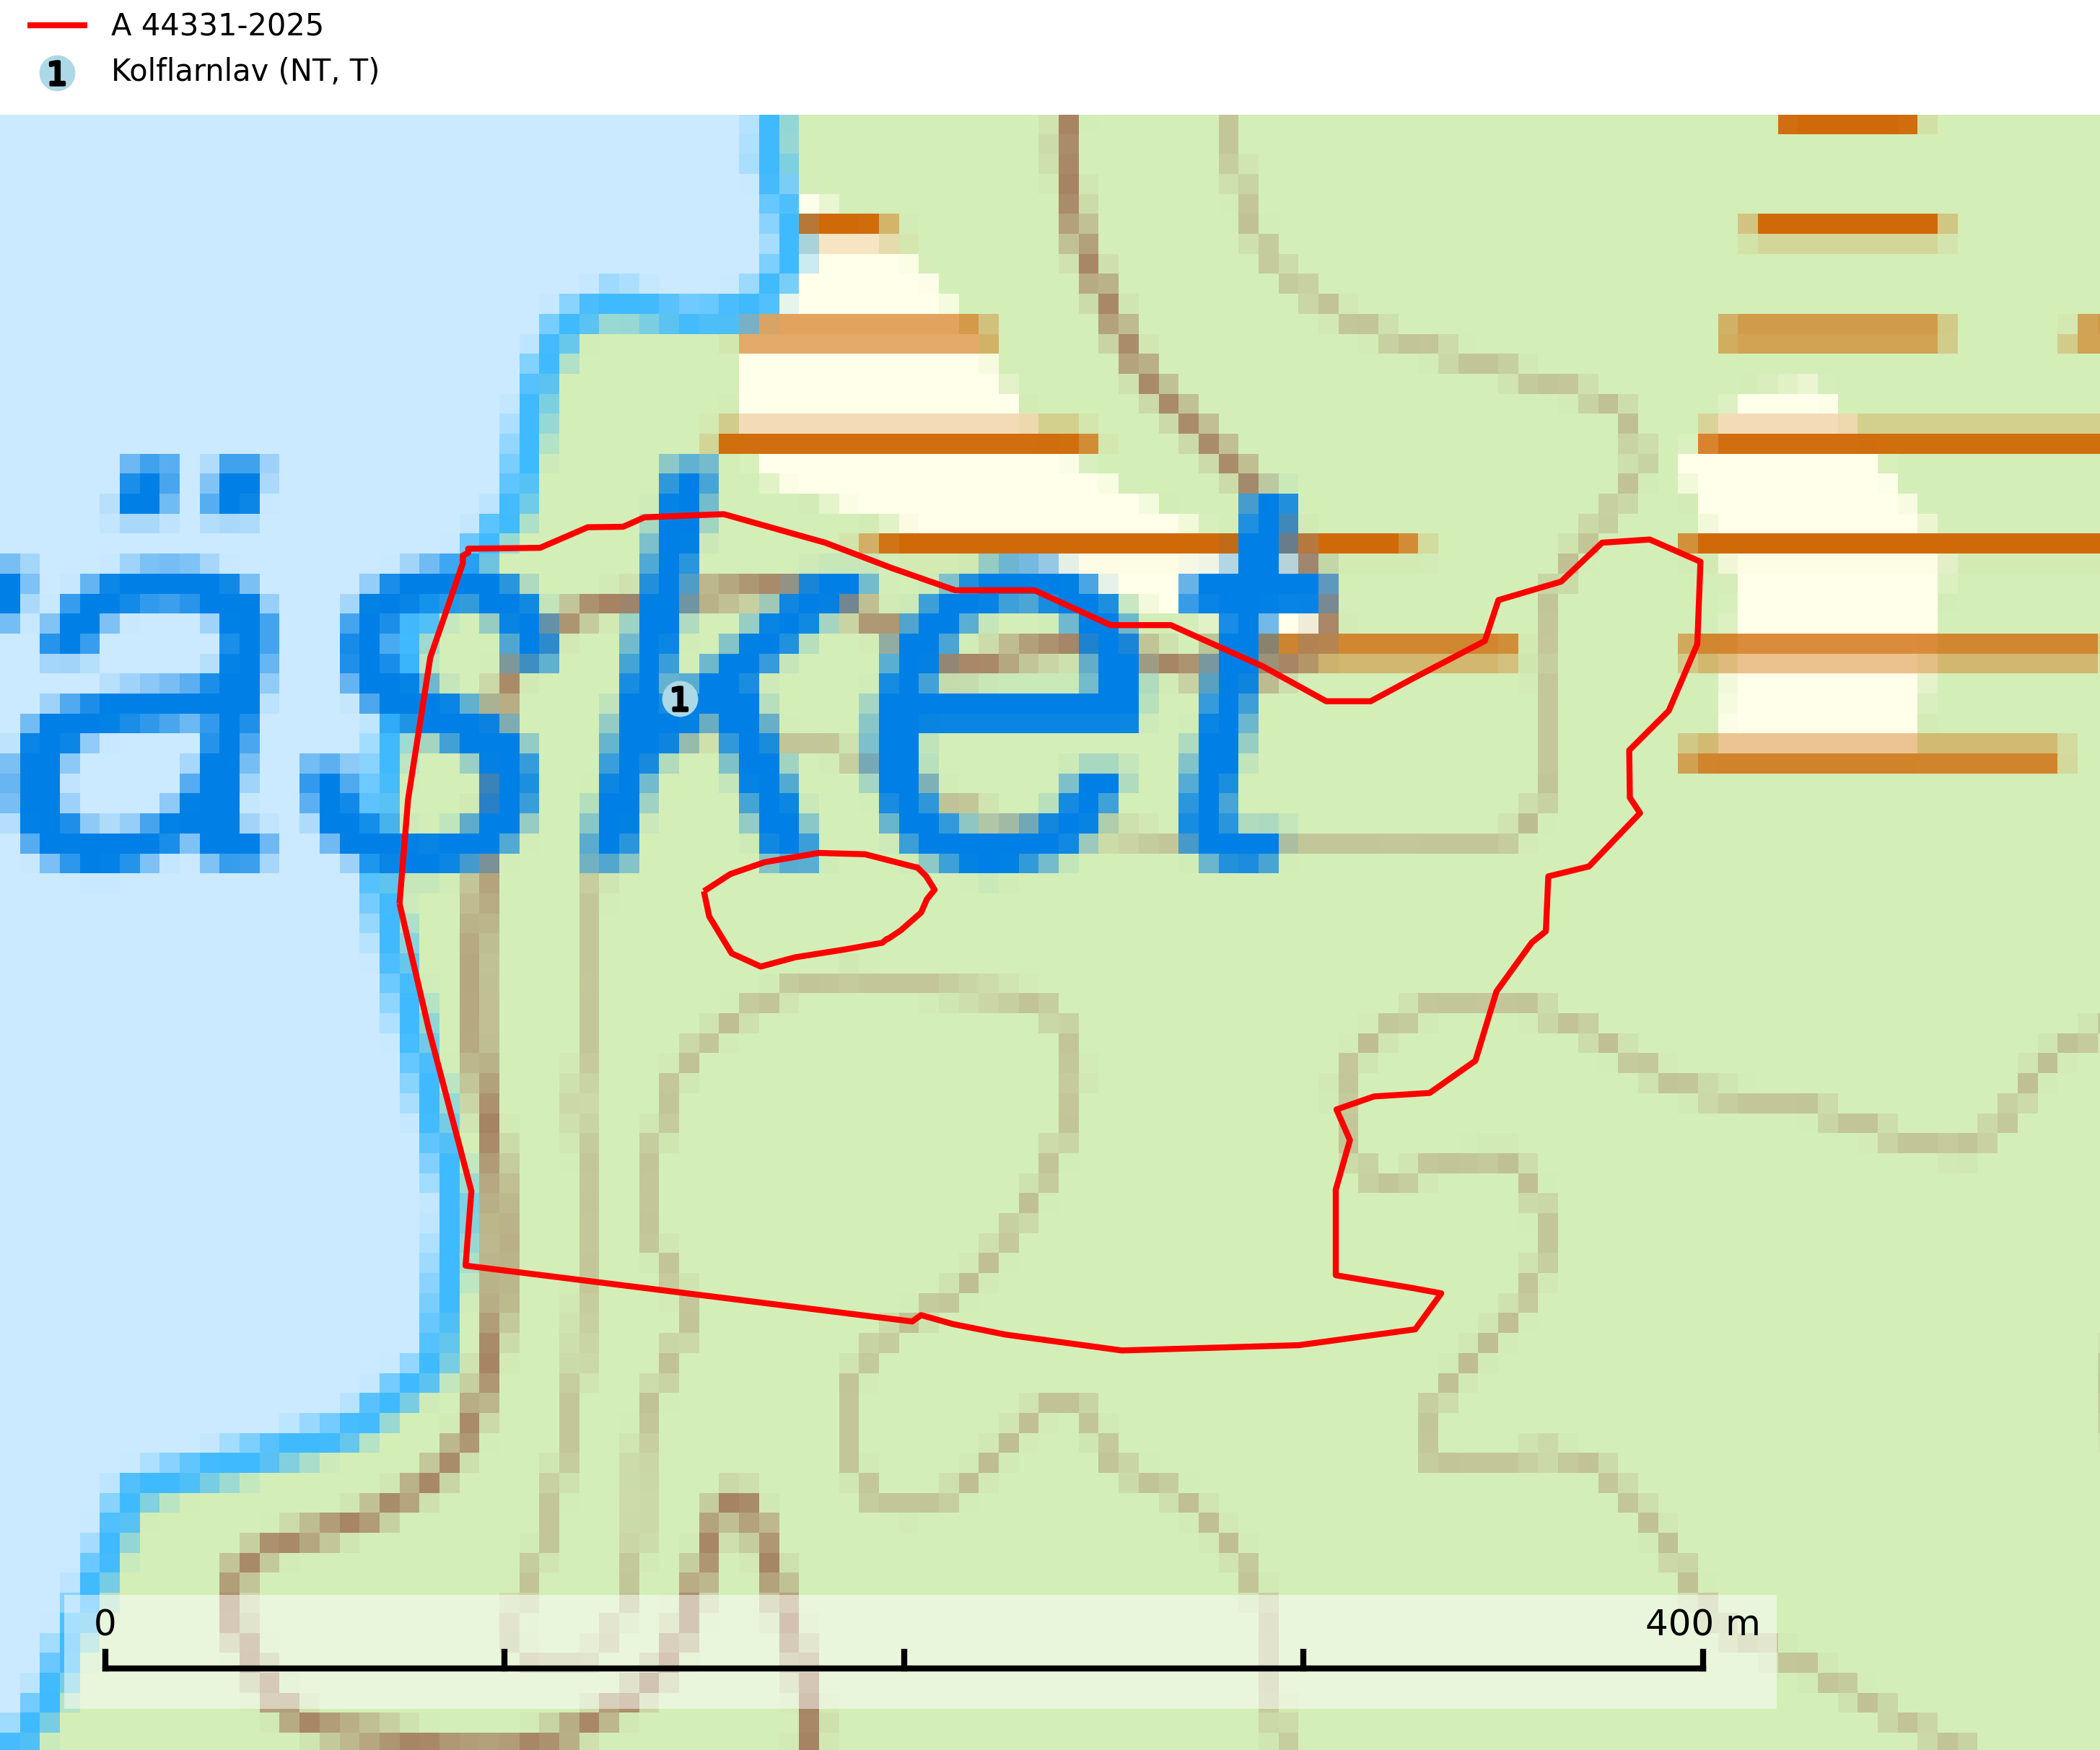 A 44331-2025
1 Kolflarnlav (NT, T)
äsket
1
0 400 m